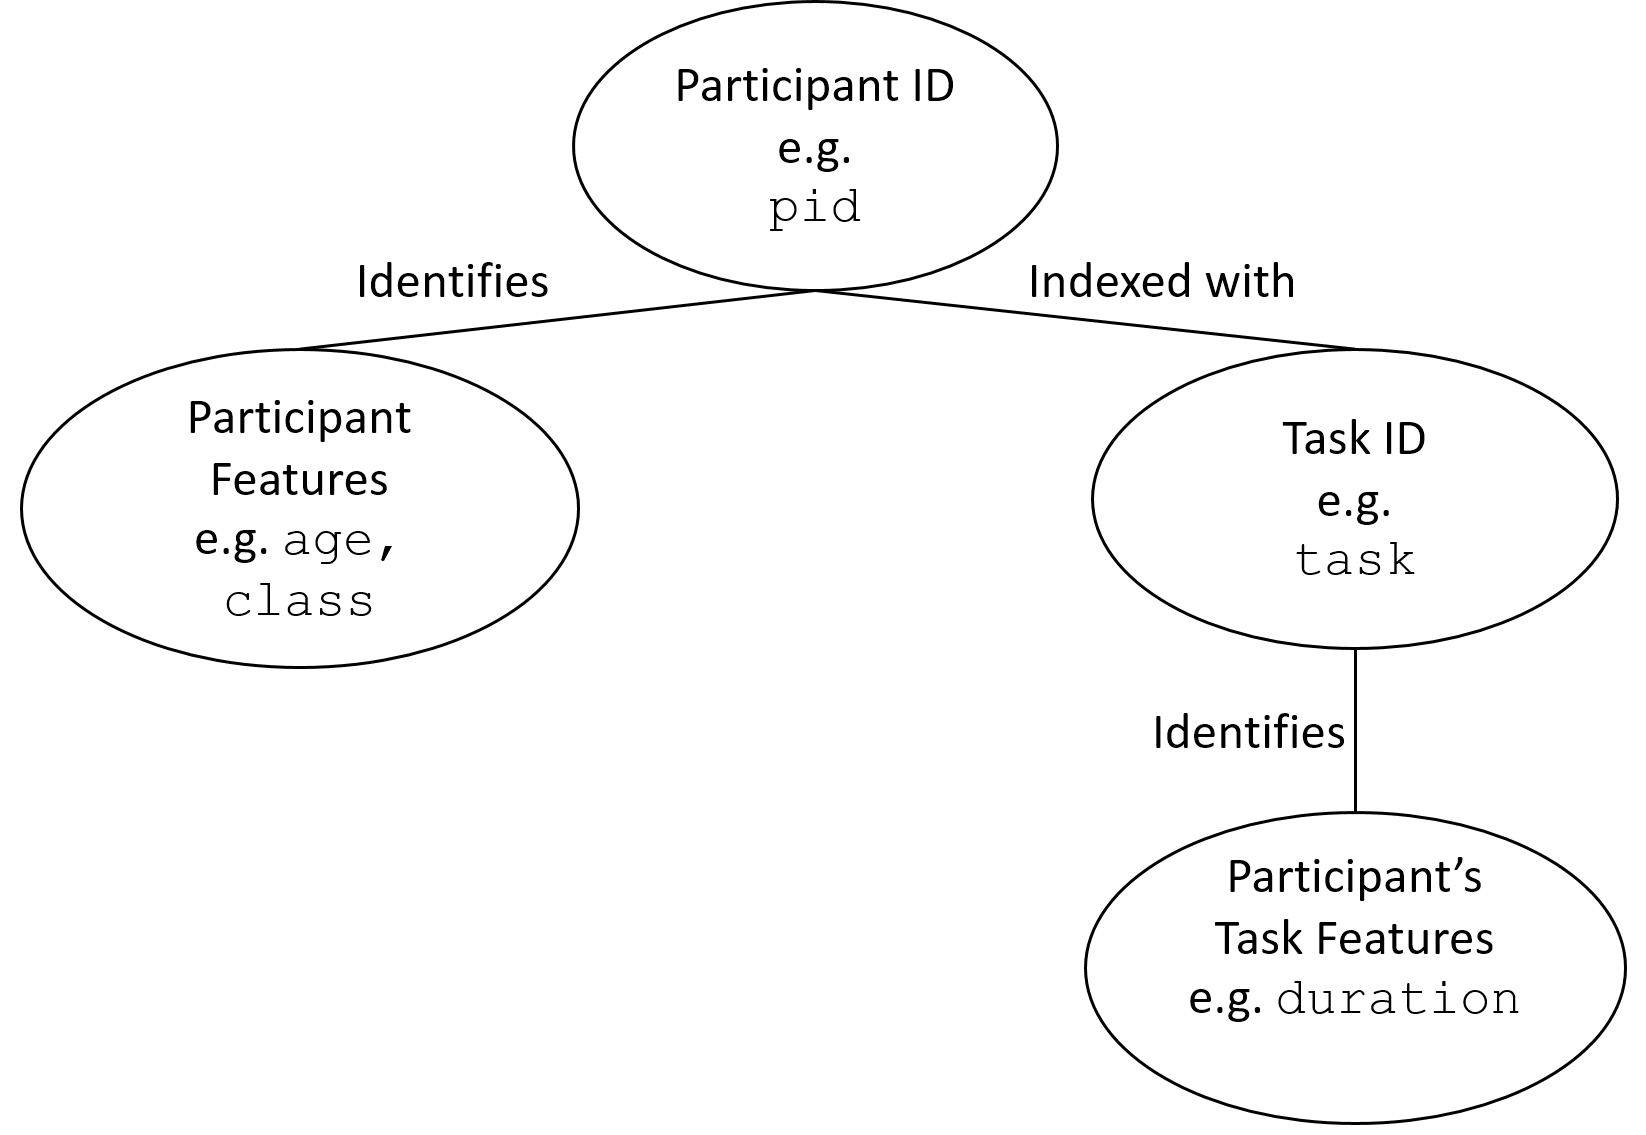 Participant ID
e.g.
pid
Identifies
Indexed with
Participant
Features
e.g. age,
class
Task ID
e.g.
task
Identifies
Participant’s
Task Features
e.g. duration